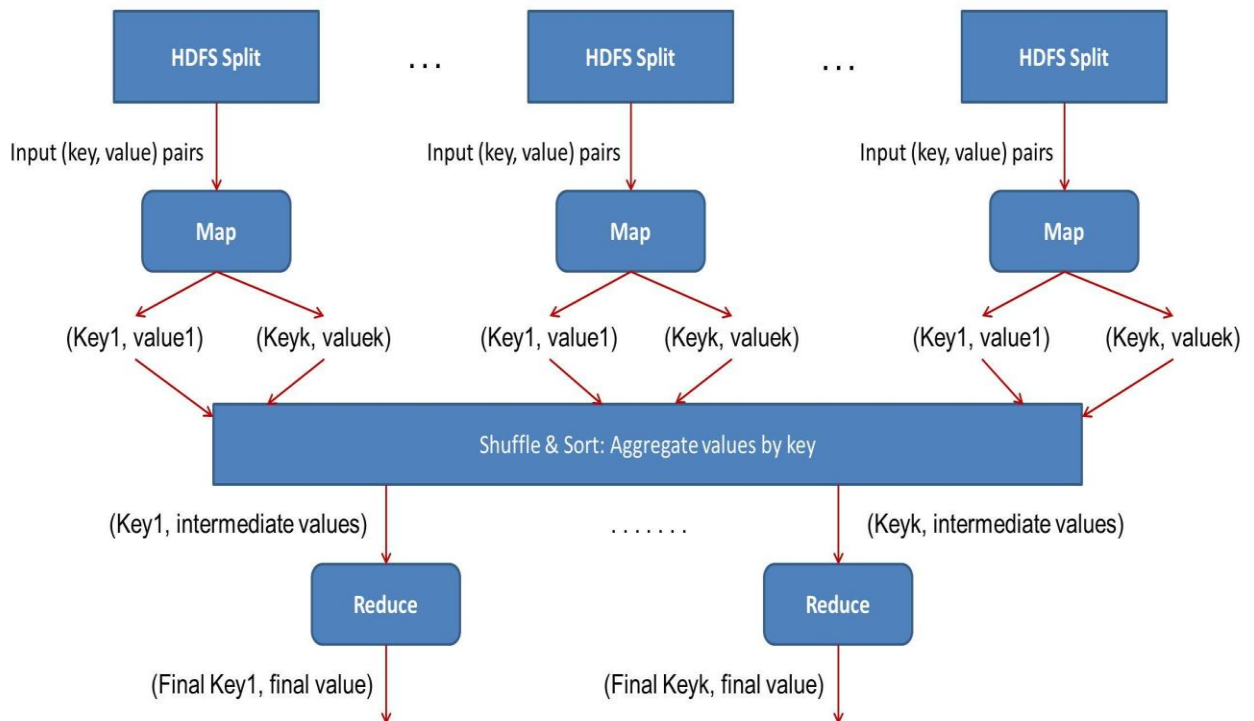 HDFS Split ... HDFS Split ... HDFS Split
Input (key, value) pairs Input (key, value) pairs Input (key, value) pairs
Map Map Map
(Key1, value1) (Keyk, valuek) (Key1, value1) (Keyk, valuek) (Key1, value1) (Keyk, valuek)
Shuffle & Sort: Aggregate values by key
(Key1, intermediate values) ....... (Keyk, intermediate values)
Reduce Reduce
(Final Key1, final value) (Final Keyk, final value)